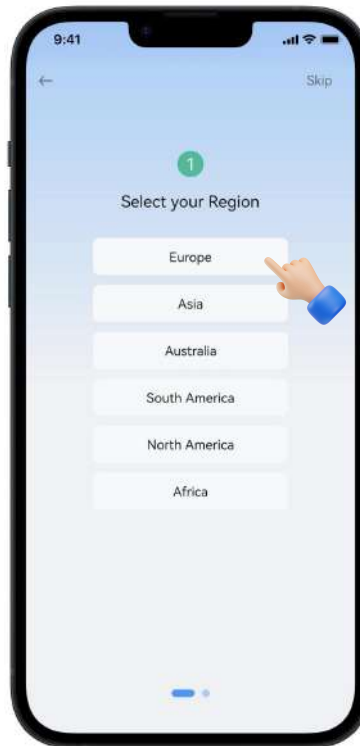 9:41
Skip
1
Select your Region
Europe
Asia
Australia
South America
North America
Africa